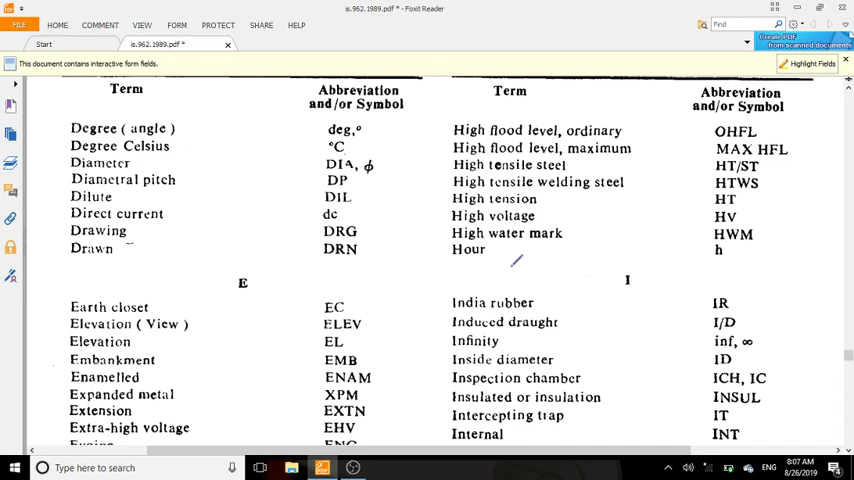 is.962.1989.pdf * - Foxit Reader
FILE HOME COMMENT VIEW FORM PROTECT SHARE HELP
Find
Start is.962.1989.pdf *
Create PDF
from scanned documents
This document contains interactive form fields.
Highlight Fields
Term Abbreviation
and/or Symbol
Degree ( angle ) deg,°
Degree Celsius °C
Diameter DIA, ϕ
Diametral pitch DP
Dilute DIL
Direct current dc
Drawing DRG
Drawn DRN
E
Earth closet EC
Elevation ( View ) ELEV
Elevation EL
Embankment EMB
Enamelled ENAM
Expanded metal XPM
Extension EXTN
Extra-high voltage EHV
Engine ENG
Term Abbreviation
and/or Symbol
High flood level, ordinary OHFL
High flood level, maximum MAX HFL
High tensile steel HT/ST
High tensile welding steel HTWS
High tension HT
High voltage HV
High water mark HWM
Hour h
I
India rubber IR
Induced draught I/D
Infinity inf, ∞
Inside diameter ID
Inspection chamber ICH, IC
Insulated or insulation INSUL
Intercepting trap IT
Internal INT
Type here to search
ENG
8:07 AM
8/26/2019